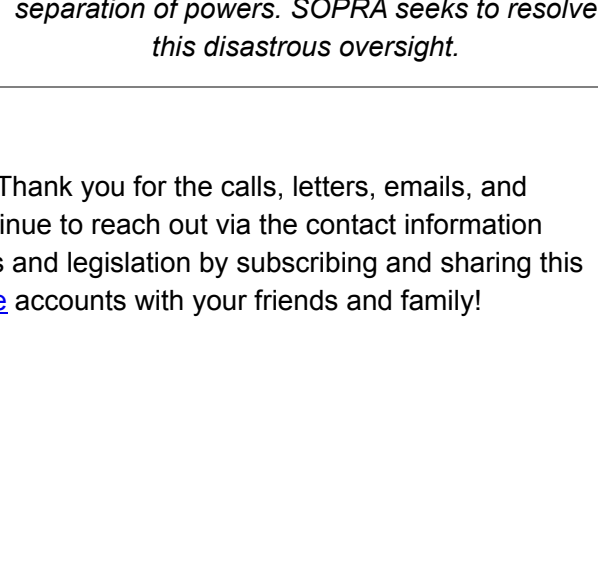 separation of powers. SOPRA seeks to resolve
this disastrous oversight.
Thank you for the calls, letters, emails, and
inue to reach out via the contact information
s and legislation by subscribing and sharing this
e accounts with your friends and family!